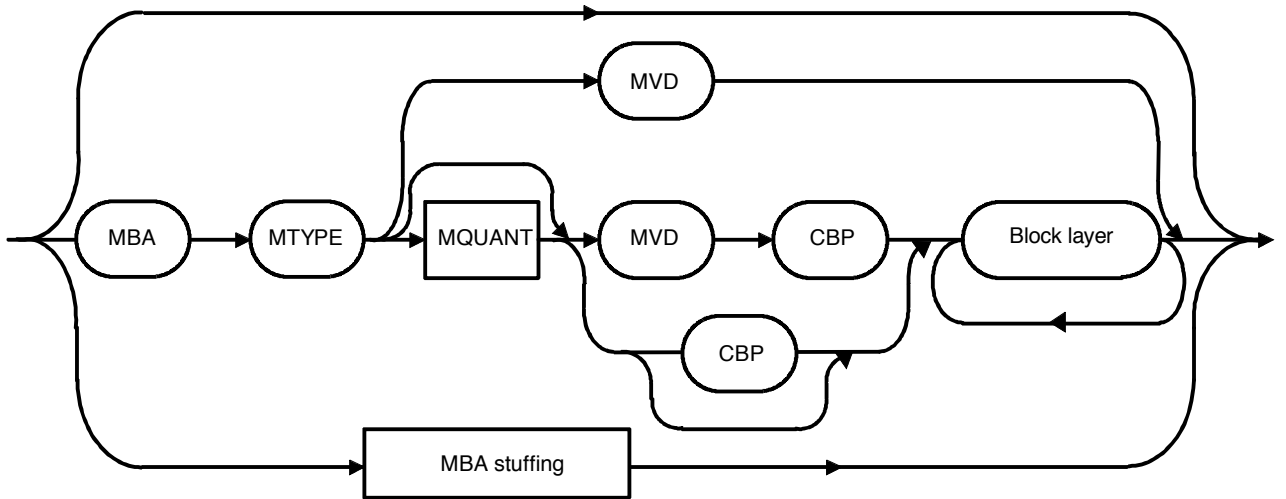 MVD
MBA
MTYPE
MQUANT
MVD
CBP
Block layer
CBP
MBA stuffing